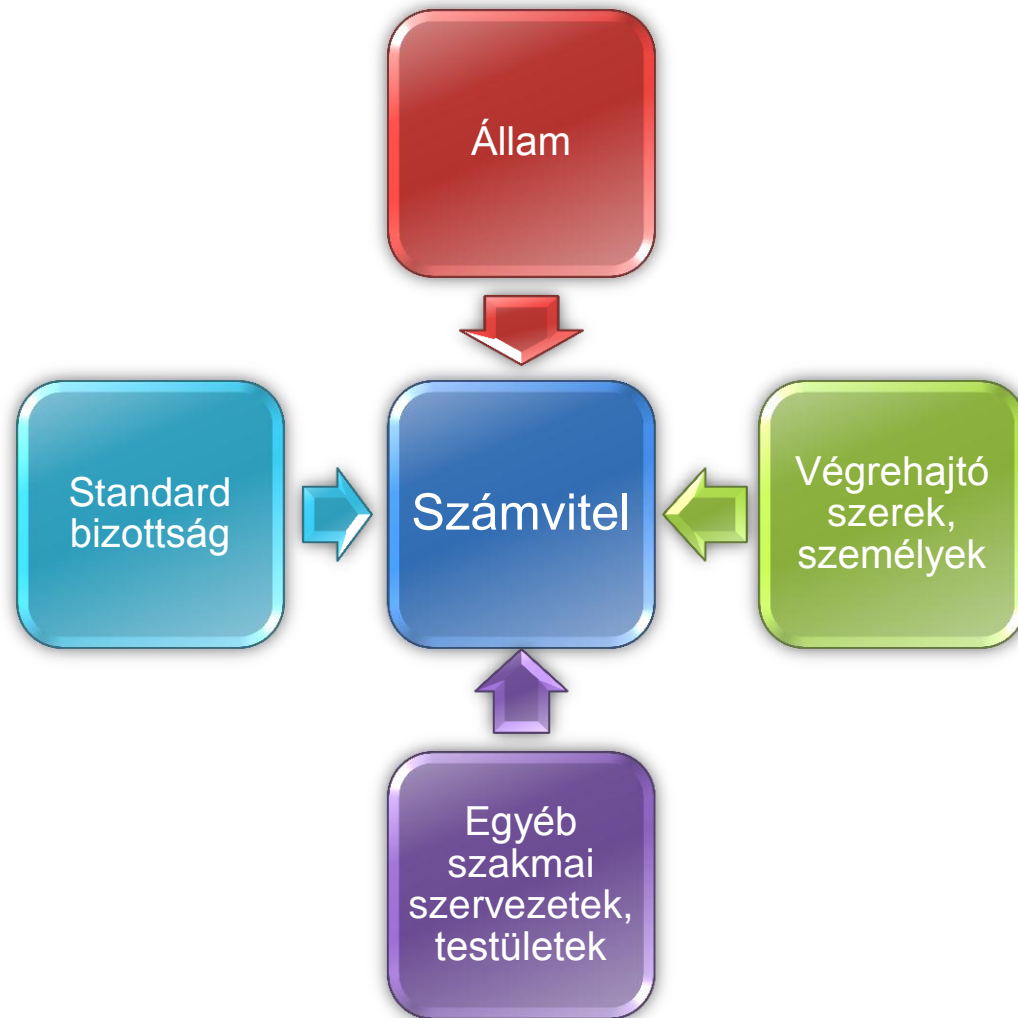 Állam
Standard
bizottság
Számvitel
Végrehajtó
szerek,
személyek
Egyéb
szakmai
szervezetek,
testületek